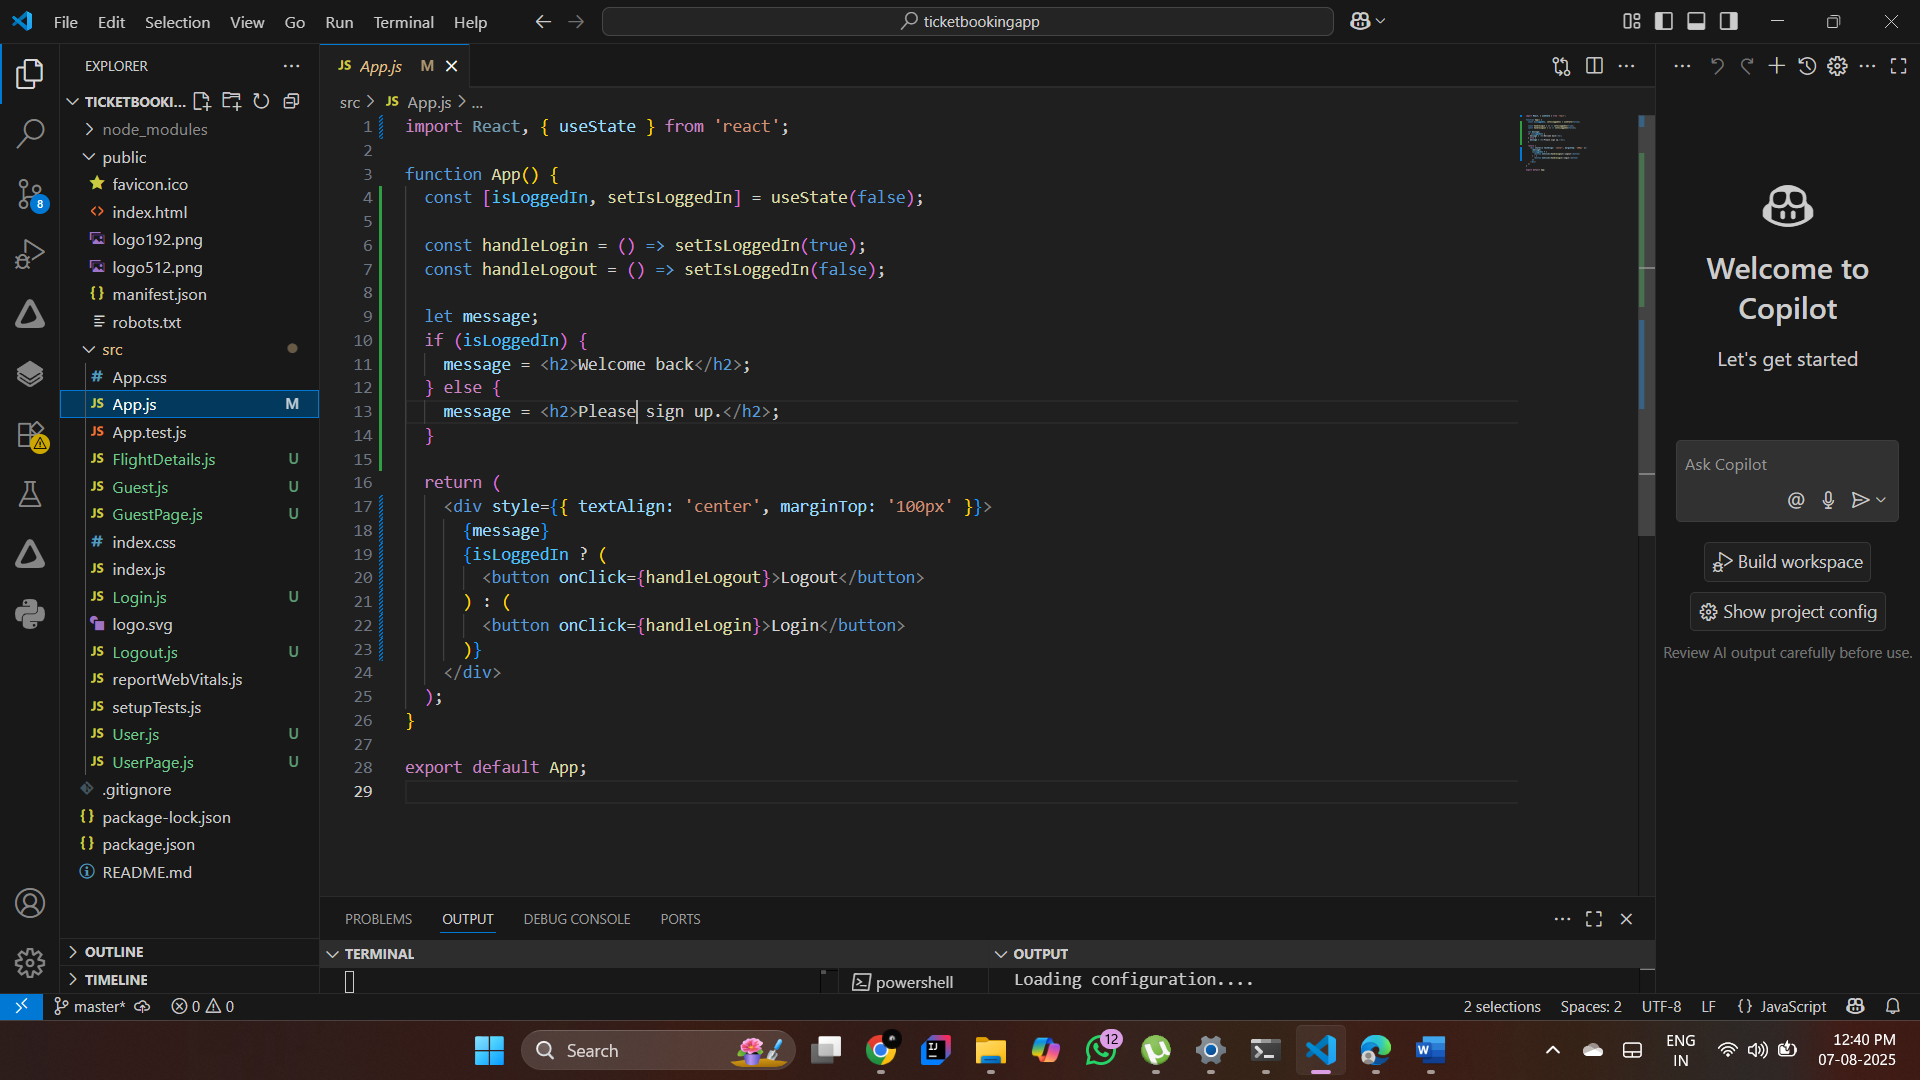 File Edit Selection View Go Run Terminal Help
ticketbookingapp
EXPLORER
TICKETBOOKI...
node_modules
public
favicon.ico
index.html
logo192.png
logo512.png
manifest.json
robots.txt
src
App.css
App.js M
App.test.js
FlightDetails.js U
Guest.js U
GuestPage.js U
index.css
index.js
Login.js U
logo.svg
Logout.js U
reportWebVitals.js
setupTests.js
User.js U
UserPage.js U
.gitignore
package-lock.json
package.json
README.md
OUTLINE
TIMELINE
8
JS App.js M
src > JS App.js > ...
1 import React, { useState } from 'react';
2
3 function App() {
4 const [isLoggedIn, setIsLoggedIn] = useState(false);
5
6 const handleLogin = () => setIsLoggedIn(true);
7 const handleLogout = () => setIsLoggedIn(false);
8
9 let message;
10 if (isLoggedIn) {
11 message = <h2>Welcome back</h2>;
12 } else {
13 message = <h2>Please sign up.</h2>;
14 }
15
16 return (
17 <div style={{ textAlign: 'center', marginTop: '100px' }}>
18 {message}
19 {isLoggedIn ? (
20 <button onClick={handleLogout}>Logout</button>
21 ) : (
22 <button onClick={handleLogin}>Login</button>
23 )}
24 </div>
25 );
26 }
27
28 export default App;
29
PROBLEMS OUTPUT DEBUG CONSOLE PORTS
TERMINAL
powershell
OUTPUT
Loading configuration....
Welcome to
Copilot
Let's get started
Ask Copilot
Build workspace
Show project config
Review AI output carefully before use.
master* 0 0
2 selections Spaces: 2 UTF-8 LF {} JavaScript
Search
12
ENG
IN
12:40 PM
07-08-2025